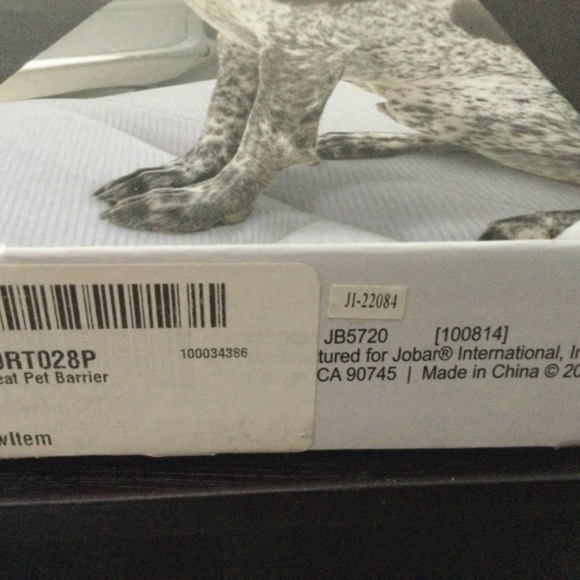 ORT028P
100034386
eat Pet Barrier
wItem
JI-22084
JB5720 [100814]
tured for Jobar® International, In
CA 90745 | Made in China © 20